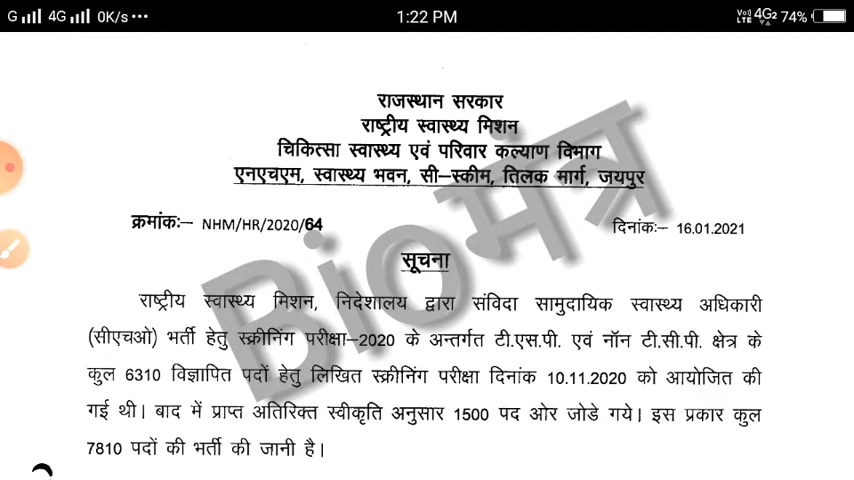 G 4G 0K/s ••• 1:22 PM VoLTE 4G2 74%
राजस्थान सरकार
राष्ट्रीय स्वास्थ्य मिशन
चिकित्सा स्वास्थ्य एवं परिवार कल्याण विभाग
एनएचएम, स्वास्थ्य भवन, सी–स्कीम, तिलक मार्ग, जयपुर
क्रमांकः– NHM/HR/2020/64 दिनांकः– 16.01.2021
सूचना
राष्ट्रीय स्वास्थ्य मिशन, निदेशालय द्वारा संविदा सामुदायिक स्वास्थ्य अधिकारी
(सीएचओ) भर्ती हेतु स्क्रीनिंग परीक्षा–2020 के अन्तर्गत टी.एस.पी. एवं नॉन टी.सी.पी. क्षेत्र के
कुल 6310 विज्ञापित पदों हेतु लिखित स्क्रीनिंग परीक्षा दिनांक 10.11.2020 को आयोजित की
गई थी। बाद में प्राप्त अतिरिक्त स्वीकृति अनुसार 1500 पद ओर जोडे गये। इस प्रकार कुल
7810 पदों की भर्ती की जानी है।
Bioमंत्र